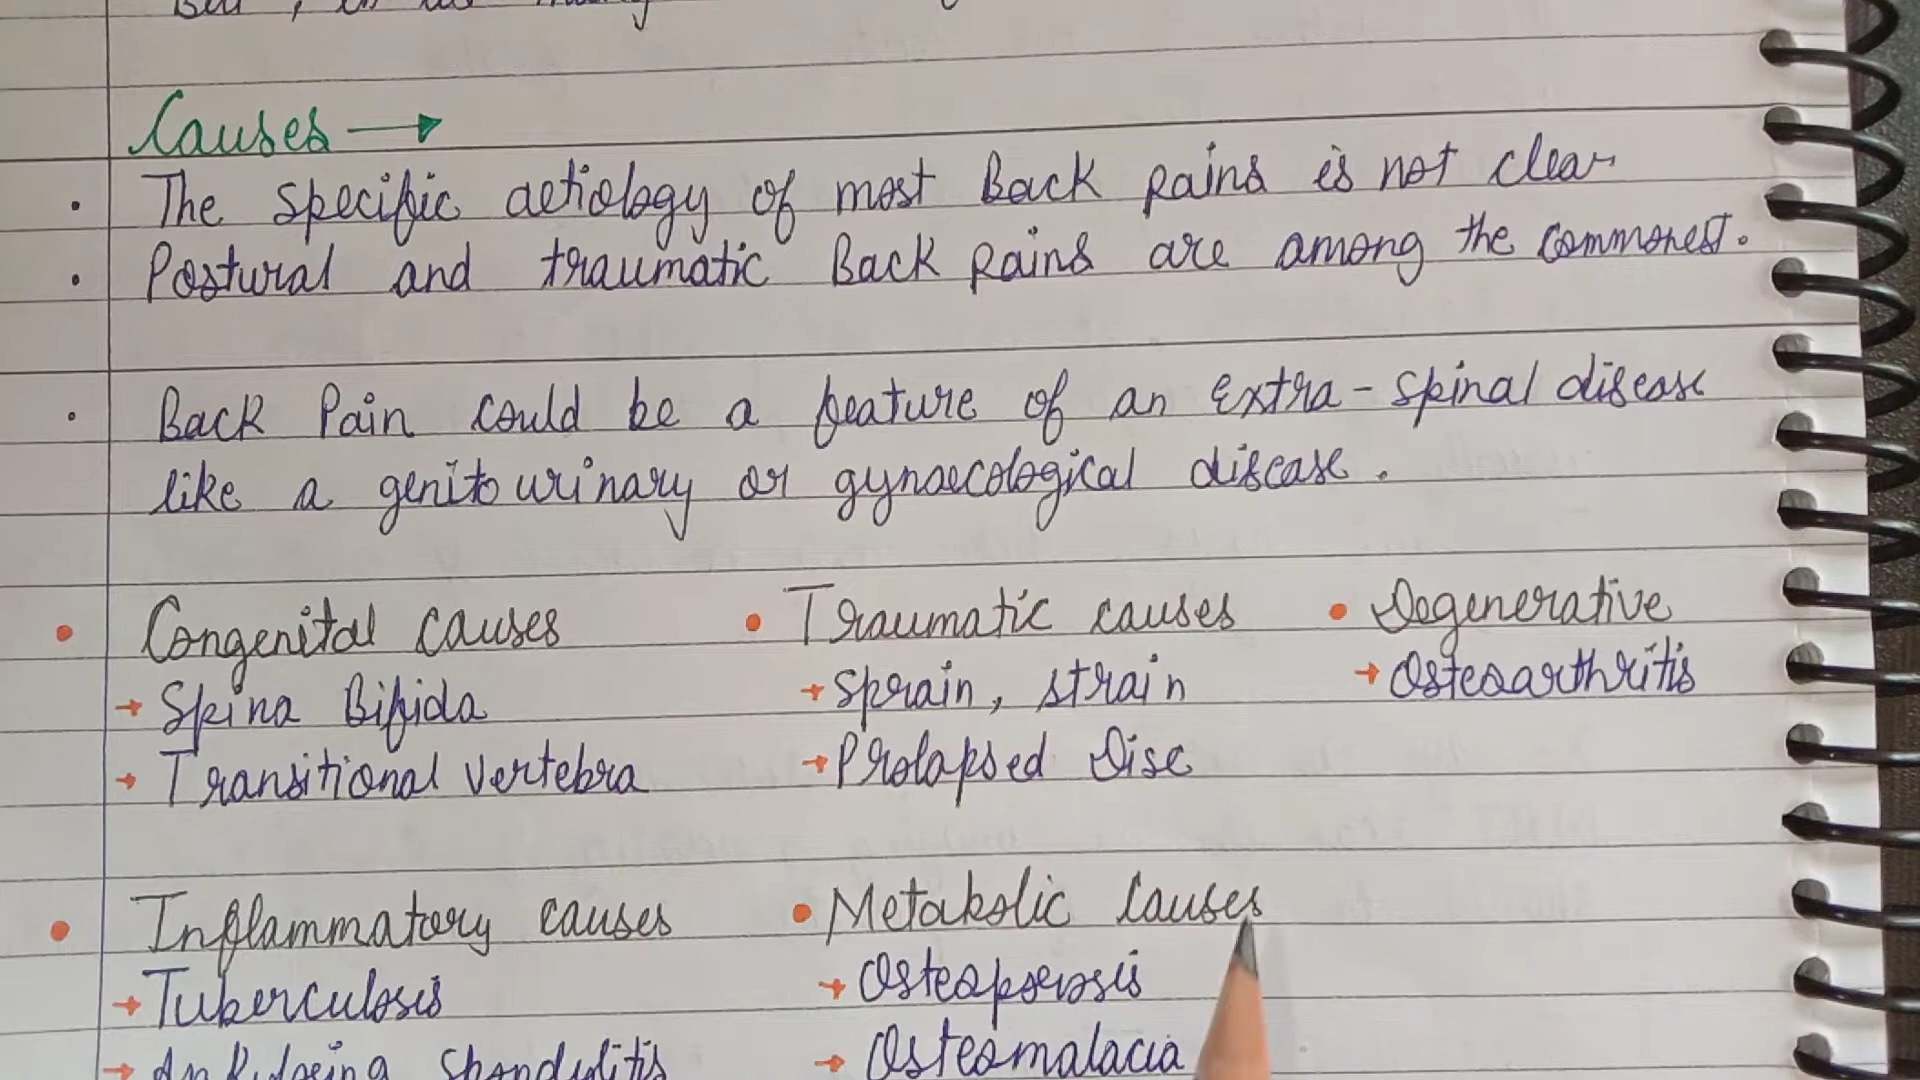 Causes →
• The specific aetiology of most Back pains is not clear
• Postural and traumatic Back pains are among the commonest.
• Back Pain could be a feature of an extra-spinal disease
like a genitourinary or gynaecological disease.
• Congenital causes
→ Spina Bifida
→ Transitional vertebra
• Traumatic causes
→ Sprain, strain
→ Prolapsed Disc
• Degenerative
→ Osteoarthritis
• Inflammatory causes
→ Tuberculosis
→ Ankylosing spondylitis
• Metabolic causes
→ Osteoporosis
→ Osteomalacia